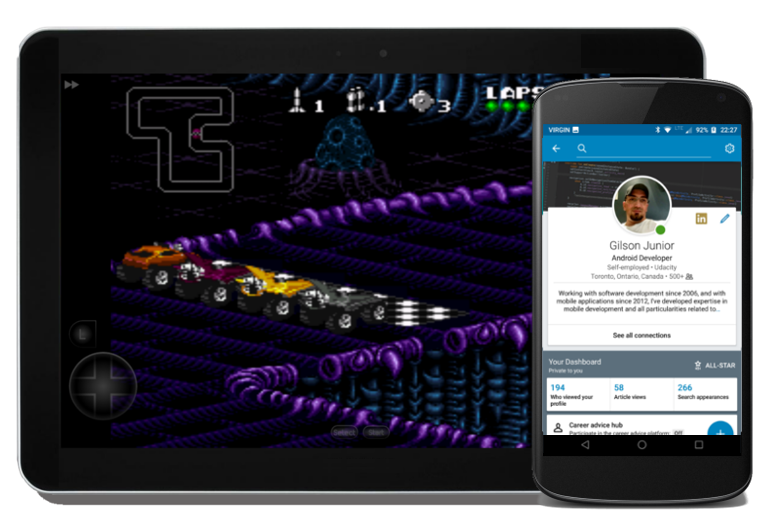 1 .1 3
LAPS
L
Select Start
VIRGIN LTE 92% 22:27
in
Gilson Junior
Android Developer
Self-employed • Udacity
Toronto, Ontario, Canada • 500+
Working with software development since 2006, and with
mobile applications since 2012, I've developed expertise in
mobile development and all particularities related to...
See all connections
Your Dashboard
Private to you
ALL-STAR
194 58 266
Who viewed your Article views Search appearances
profile
Career advice hub
Participate in the career advice platform: Off